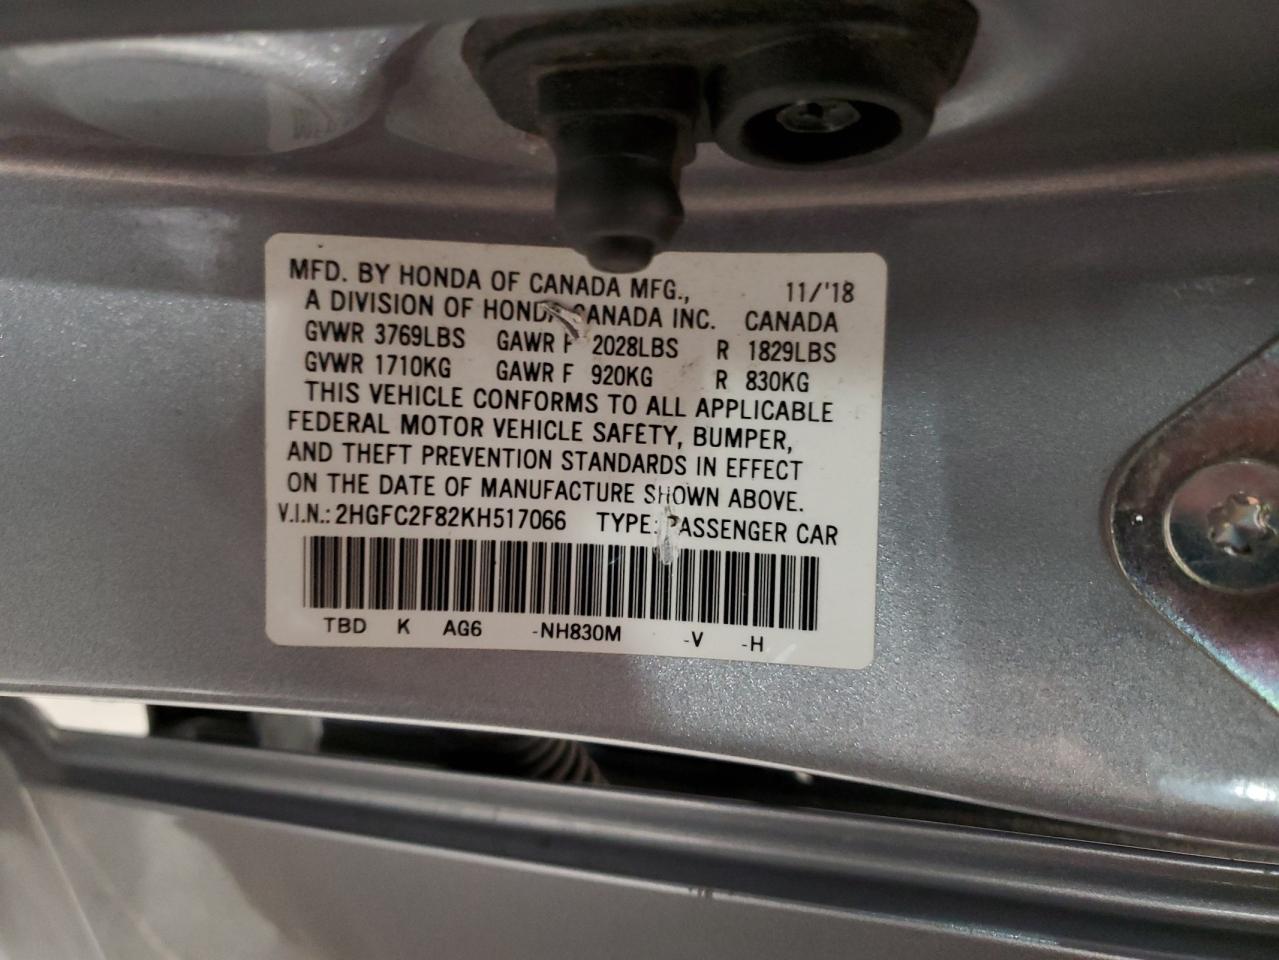 MFD. BY HONDA OF CANADA MFG., 11/'18
A DIVISION OF HONDA CANADA INC. CANADA
GVWR 3769LBS GAWR F 2028LBS R 1829LBS
GVWR 1710KG GAWR F 920KG R 830KG
THIS VEHICLE CONFORMS TO ALL APPLICABLE
FEDERAL MOTOR VEHICLE SAFETY, BUMPER,
AND THEFT PREVENTION STANDARDS IN EFFECT
ON THE DATE OF MANUFACTURE SHOWN ABOVE.
V.I.N.: 2HGFC2F82KH517066 TYPE: PASSENGER CAR
TBD K AG6 -NH830M -V -H